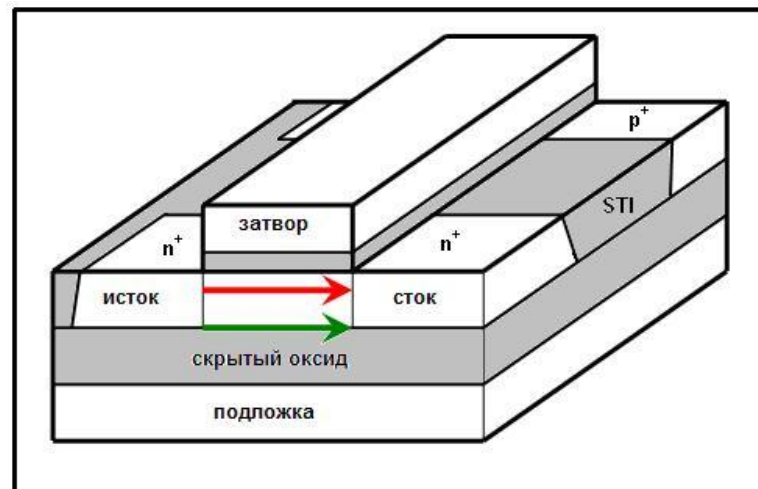 p+
STI
затвор
n+
n+
исток
сток
скрытый оксид
подложка